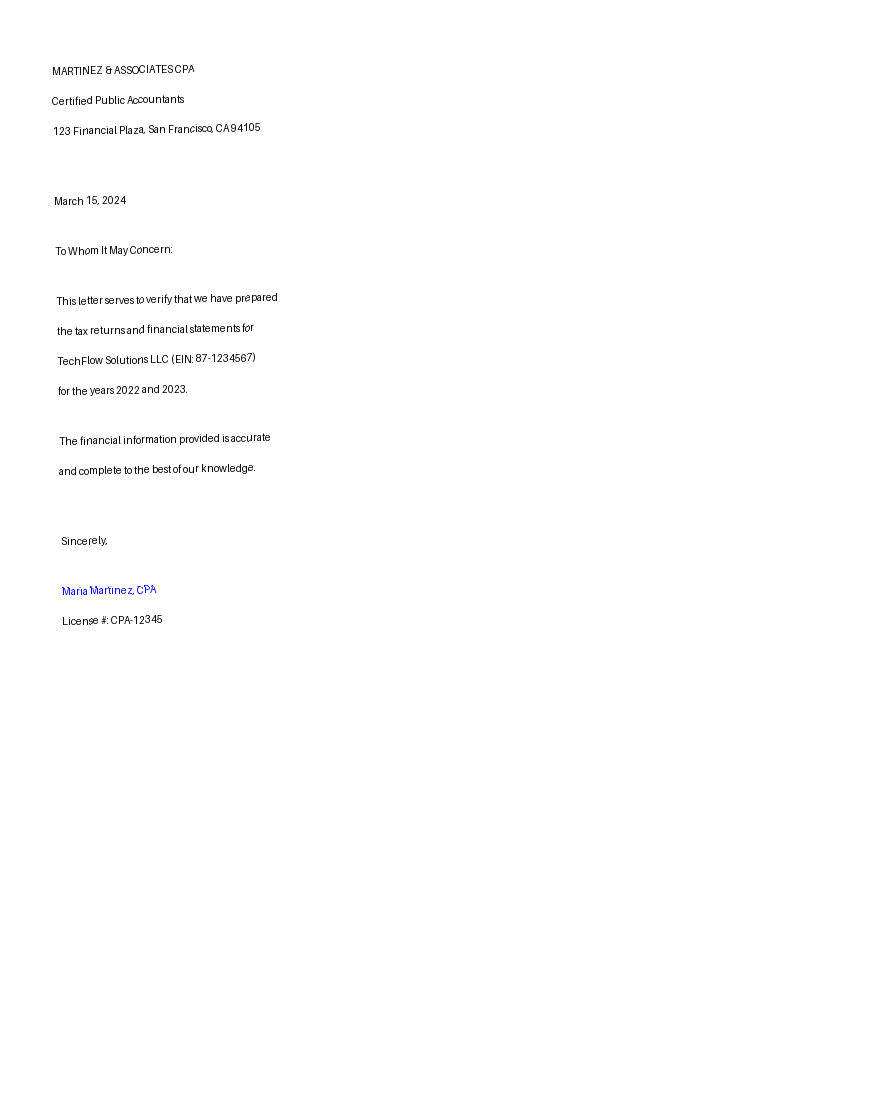 MARTINEZ & ASSOCIATES CPA
Certified Public Accountants
123 Financial Plaza, San Francisco, CA 94105
March 15, 2024
To Whom It May Concern:
This letter serves to verify that we have prepared
the tax returns and financial statements for
TechFlow Solutions LLC (EIN: 87-1234567)
for the years 2022 and 2023.
The financial information provided is accurate
and complete to the best of our knowledge.
Sincerely,
Maria Martinez, CPA
License #: CPA-12345